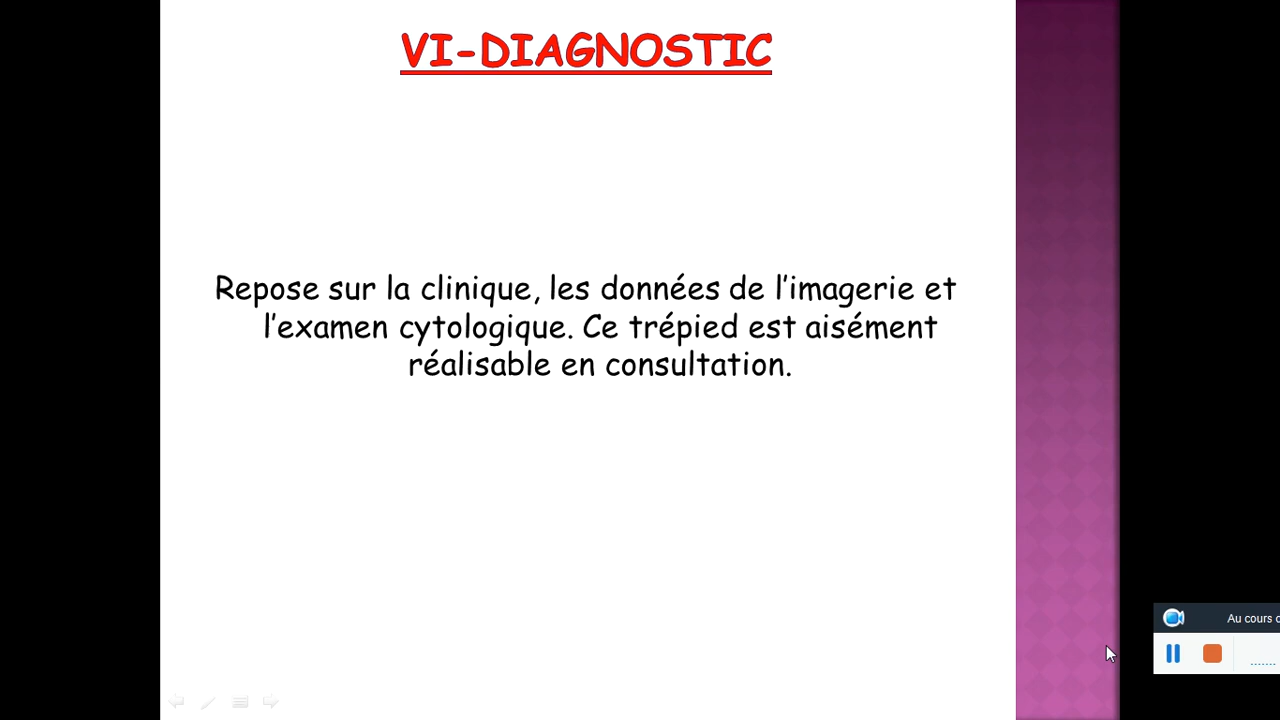 VI-DIAGNOSTIC
Repose sur la clinique, les données de l'imagerie et
l'examen cytologique. Ce trépied est aisément
réalisable en consultation.
Au cours